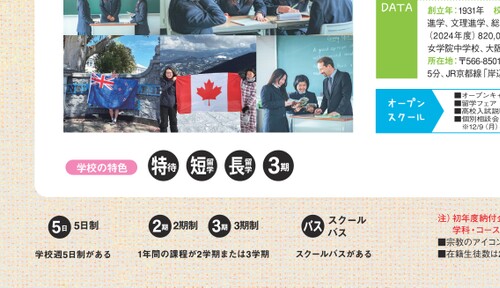 DATA
創立年：1931年 校
進学、文理進学、総
（2024年度）820,0
女学院中学校、大阪
所在地：〒566-8501
5分、JR京都線「岸辺
オープン
スクール
■オープンキャ
■留学フェア
■高校入試説
■個別相談会
※12/9（月）
学校の特色
特待 短留学 長留学 3期
5日 5日制
学校週5日制がある
2期 2期制 3期 3期制
1年間の課程が2学期または3学期
バス スクール
バス
スクールバスがある
注）初年度納付金
学科・コース
■宗教のアイコン
■在籍生徒数は